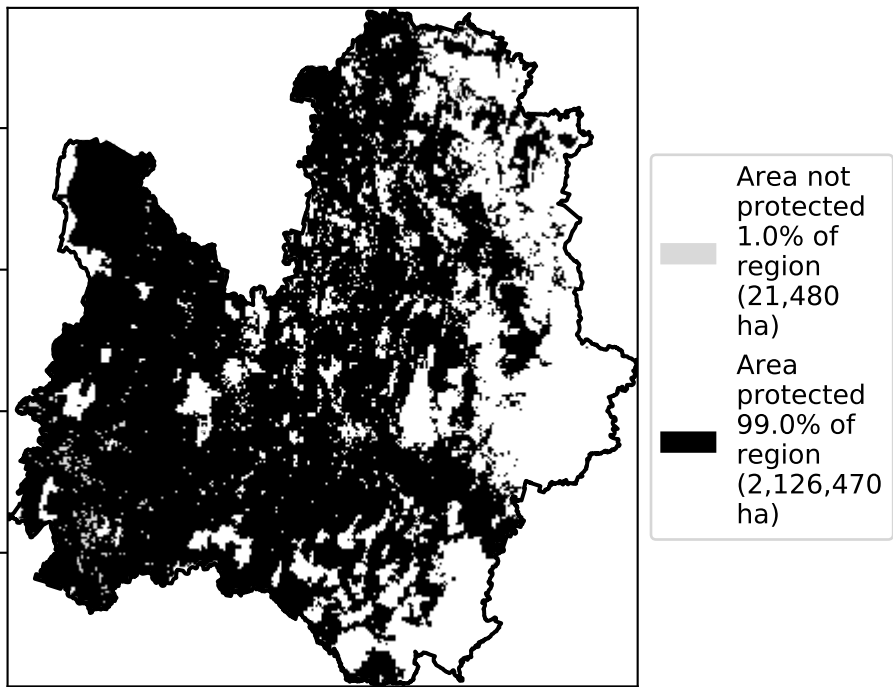 Area not
protected
1.0% of
region
(21,480
ha)
Area
protected
99.0% of
region
(2,126,470
ha)